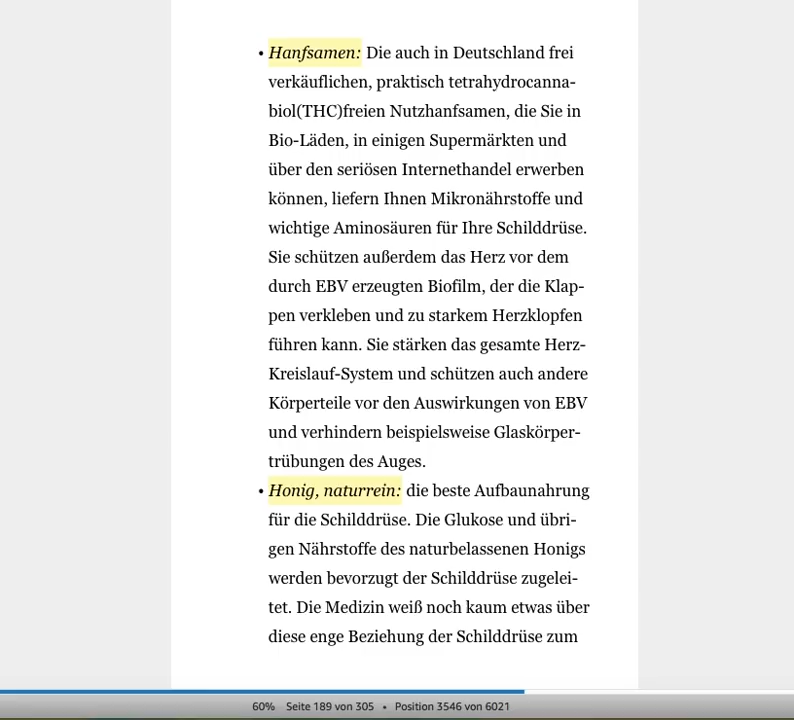 • Hanfsamen: Die auch in Deutschland frei
verkäuflichen, praktisch tetrahydrocanna-
biol(THC)freien Nutzhanfsamen, die Sie in
Bio-Läden, in einigen Supermärkten und
über den seriösen Internethandel erwerben
können, liefern Ihnen Mikronährstoffe und
wichtige Aminosäuren für Ihre Schilddrüse.
Sie schützen außerdem das Herz vor dem
durch EBV erzeugten Biofilm, der die Klap-
pen verkleben und zu starkem Herzklopfen
führen kann. Sie stärken das gesamte Herz-
Kreislauf-System und schützen auch andere
Körperteile vor den Auswirkungen von EBV
und verhindern beispielsweise Glaskörper-
trübungen des Auges.
• Honig, naturrein: die beste Aufbaunahrung
für die Schilddrüse. Die Glukose und übri-
gen Nährstoffe des naturbelassenen Honigs
werden bevorzugt der Schilddrüse zugelei-
tet. Die Medizin weiß noch kaum etwas über
diese enge Beziehung der Schilddrüse zum
60% Seite 189 von 305 • Position 3546 von 6021